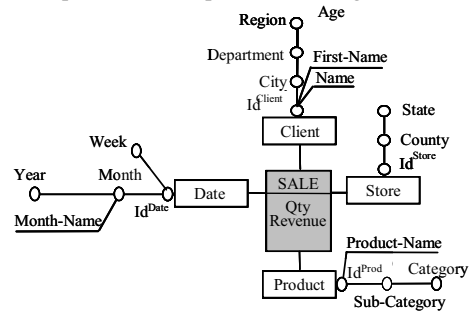 Region
Age
Department
First-Name
City
Name
Id^Client
Client
State
County
Id^Store
Store
Week
Year
Month
Month-Name
Id^Date
Date
SALE
Qty
Revenue
Product-Name
Product
Id^Prod
Category
Sub-Category